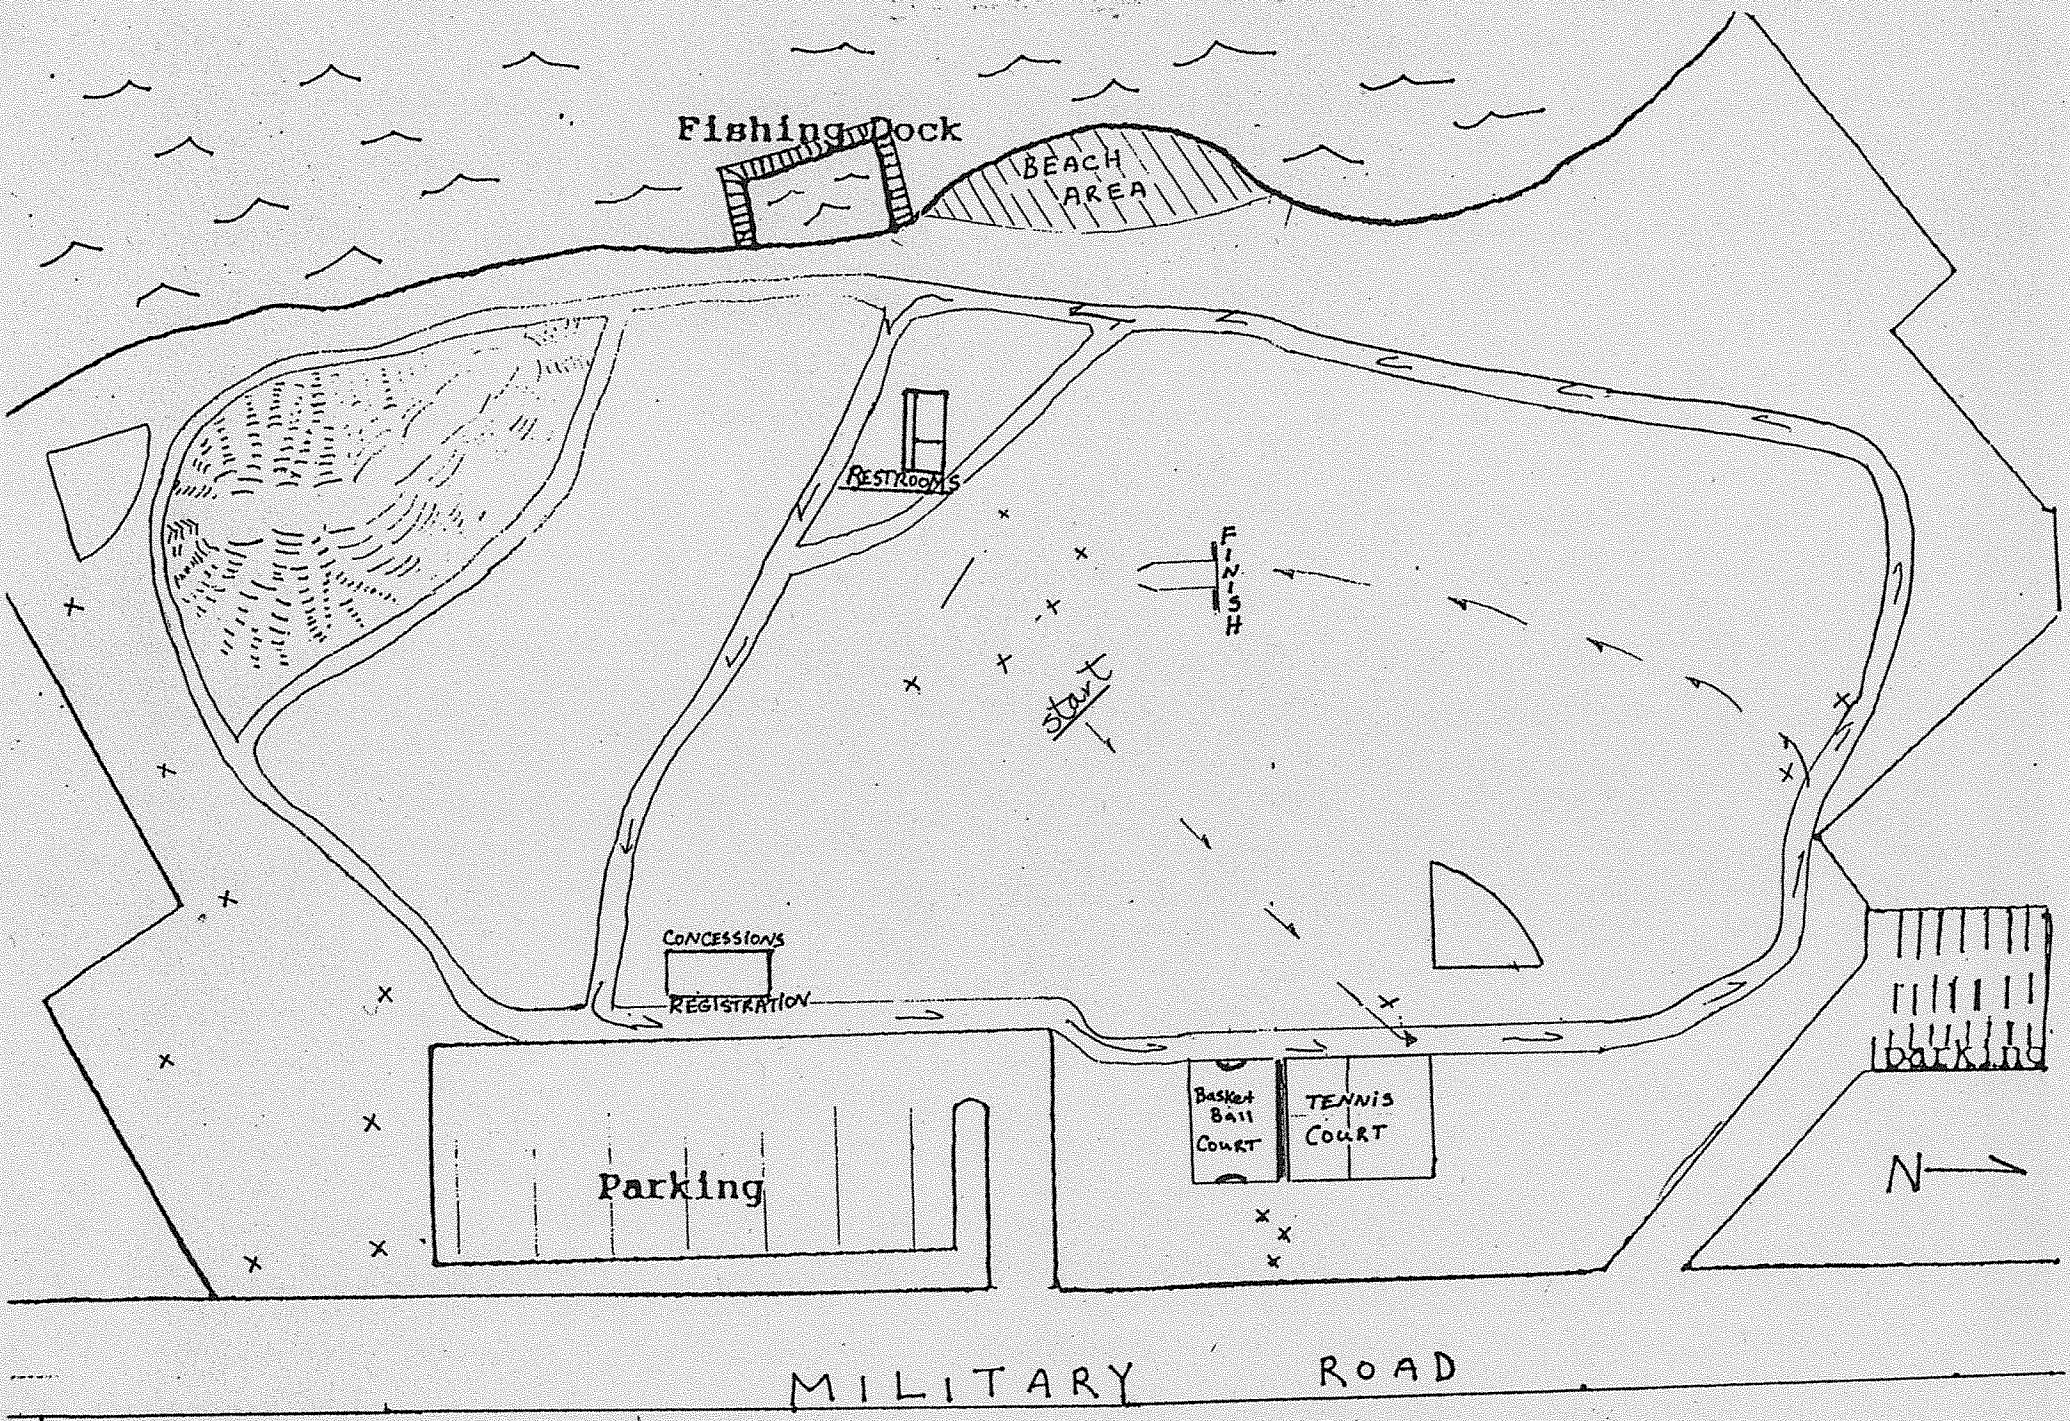 Fishing Dock
BEACH
AREA
RESTROOMS
FINISH
start
CONCESSIONS
REGISTRATION
Basket
Ball
COURT
TENNIS
COURT
parking
Parking
N
MILITARY ROAD